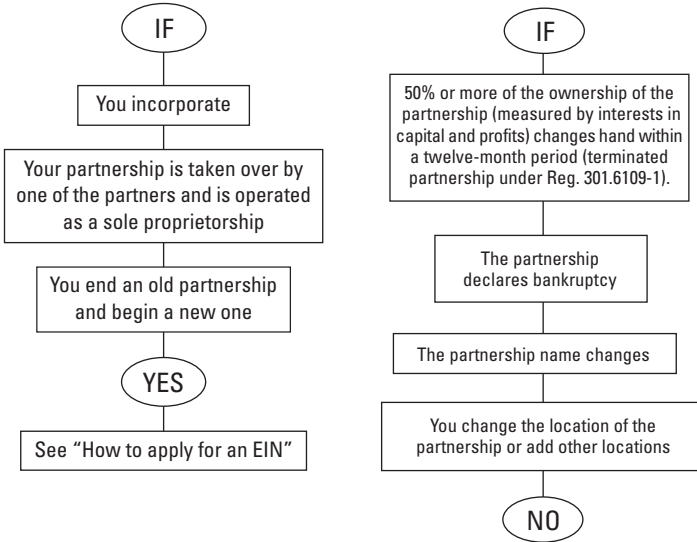 IF
You incorporate
Your partnership is taken over by
one of the partners and is operated
as a sole proprietorship
You end an old partnership
and begin a new one
YES
See “How to apply for an EIN”
IF
50% or more of the ownership of the
partnership (measured by interests in
capital and profits) changes hand within
a twelve-month period (terminated
partnership under Reg. 301.6109-1).
The partnership
declares bankruptcy
The partnership name changes
You change the location of the
partnership or add other locations
NO